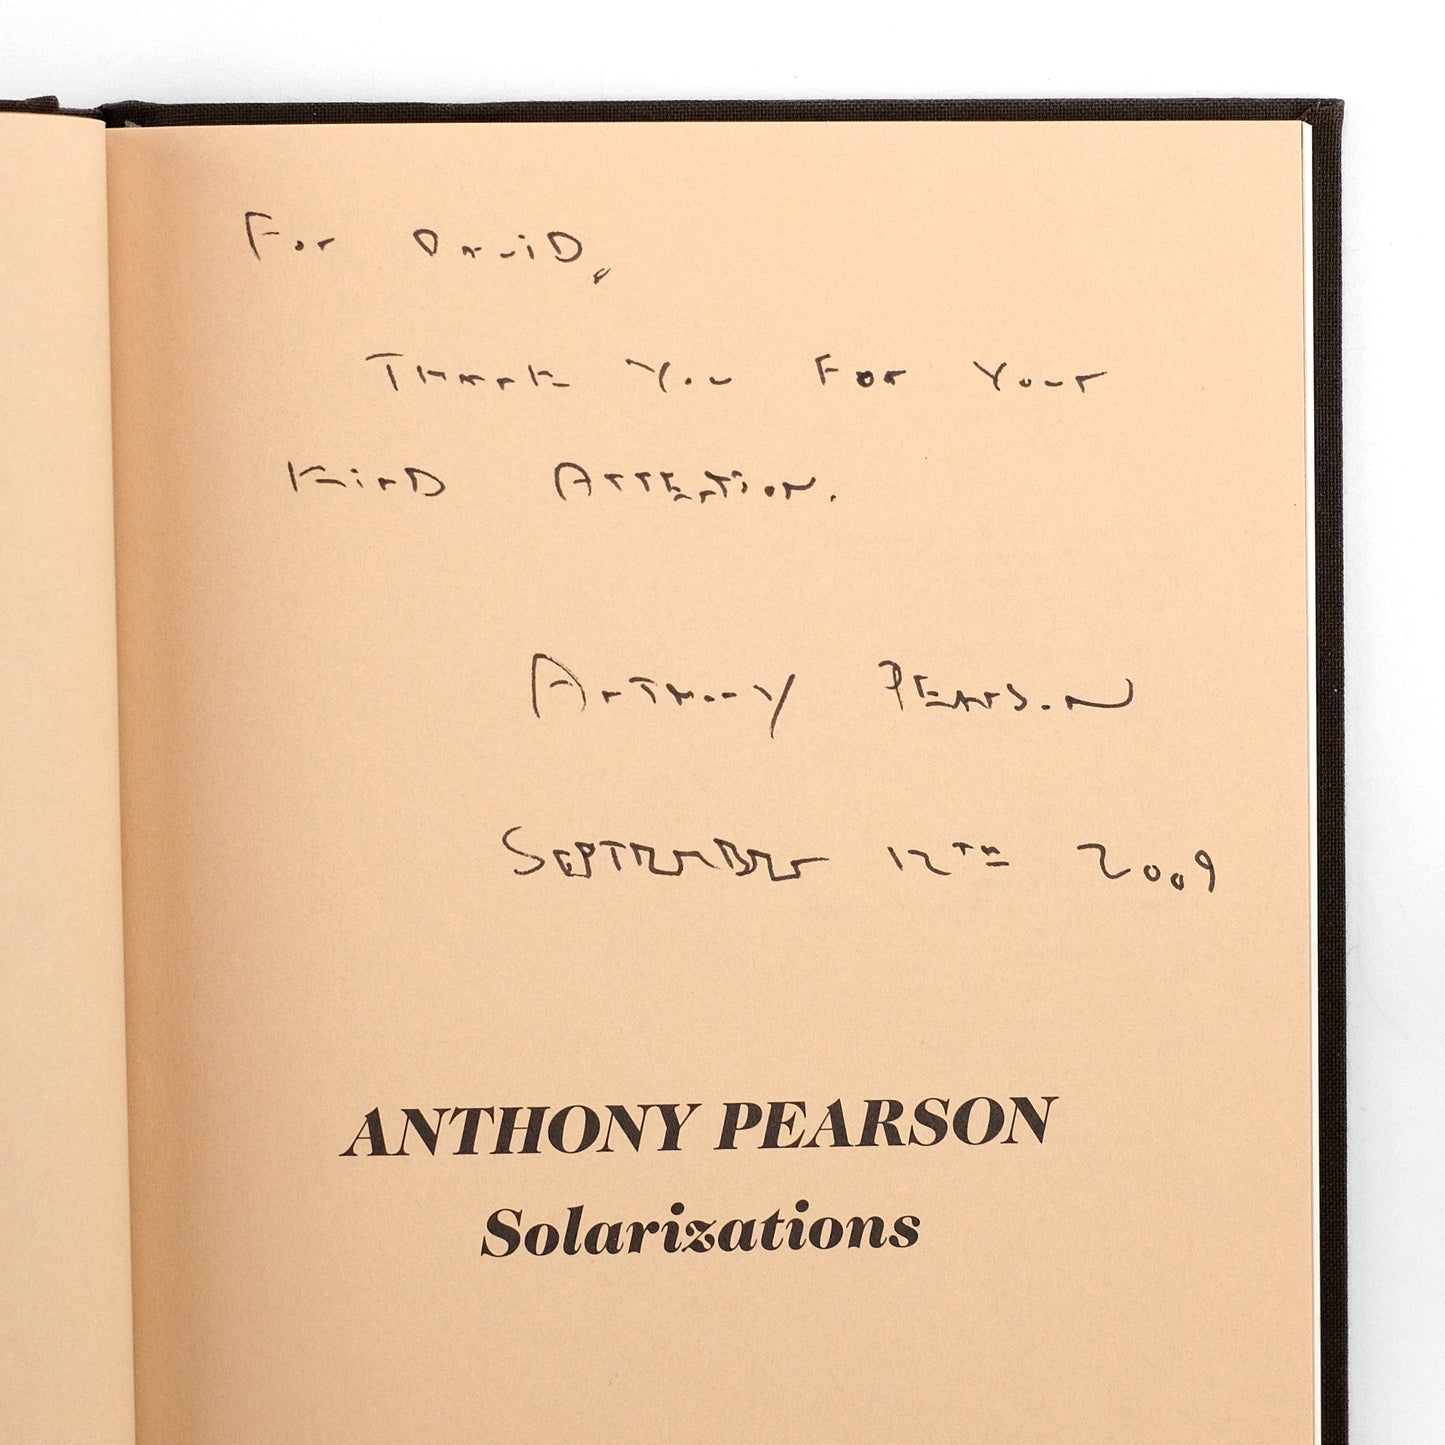 For DaviD,
THANK You For Your
KinD ATTENTiON.
ANTHONY PEARSON
SEPTEMBER 12TH 2009
ANTHONY PEARSON
Solarizations